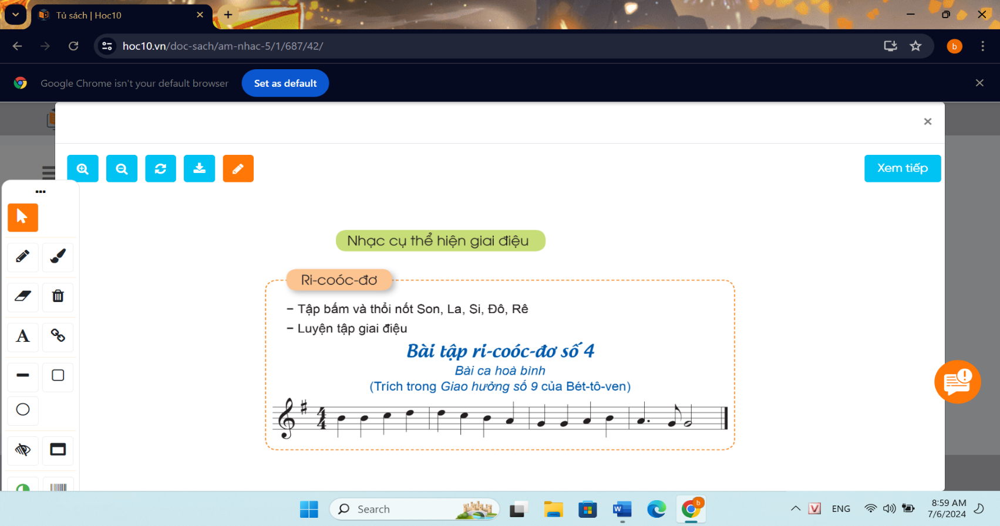 Tủ sách | Hoc10
hoc10.vn/doc-sach/am-nhac-5/1/687/42/
b
Google Chrome isn't your default browser
Set as default
Xem tiếp
Nhạc cụ thể hiện giai điệu
Ri-coóc-đơ
– Tập bấm và thổi nốt Son, La, Si, Đô, Rê
– Luyện tập giai điệu
Bài tập ri-coóc-đơ số 4
Bài ca hoà bình
(Trích trong Giao hưởng số 9 của Bét-tô-ven)
4
4
A
Search
W
b
V
ENG
8:59 AM
7/6/2024